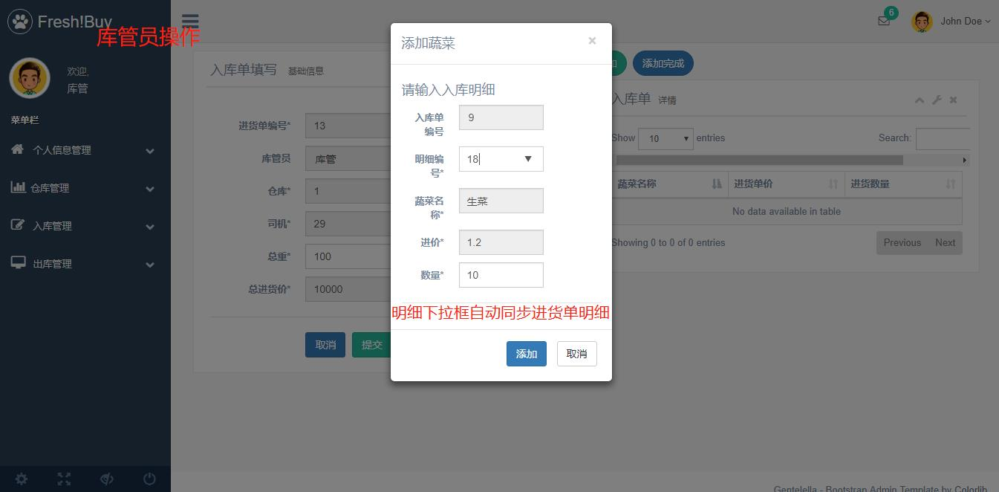 Fresh!Buy
库管员操作
6
John Doe
欢迎,
库管
菜单栏
个人信息管理
仓库管理
入库管理
出库管理
入库单填写 基础信息
进货单编号* 13
库管员 库管
仓库* 1
司机* 29
总重* 100
总进货价* 10000
取消 提交
添加蔬菜
×
请输入入库明细
入库单
编号
9
明细编
号*
18
蔬菜名
称*
生菜
进价* 1.2
数量* 10
明细下拉框自动同步进货单明细
添加 取消
添加完成
入库单 详情
Show 10 entries
Search:
蔬菜名称 进货单价 进货数量
No data available in table
Showing 0 to 0 of 0 entries
Previous Next
Gentelella - Bootstrap Admin Template by Colorlib